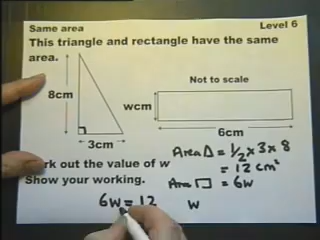 Same area
Level 6
This triangle and rectangle have the same
area.
Not to scale
8cm
wcm
3cm
6cm
rk out the value of w
Show your working.
Area △ = 1/2 x 3 x 8
= 12 cm²
Area ▭ = 6w
6w = 12 w